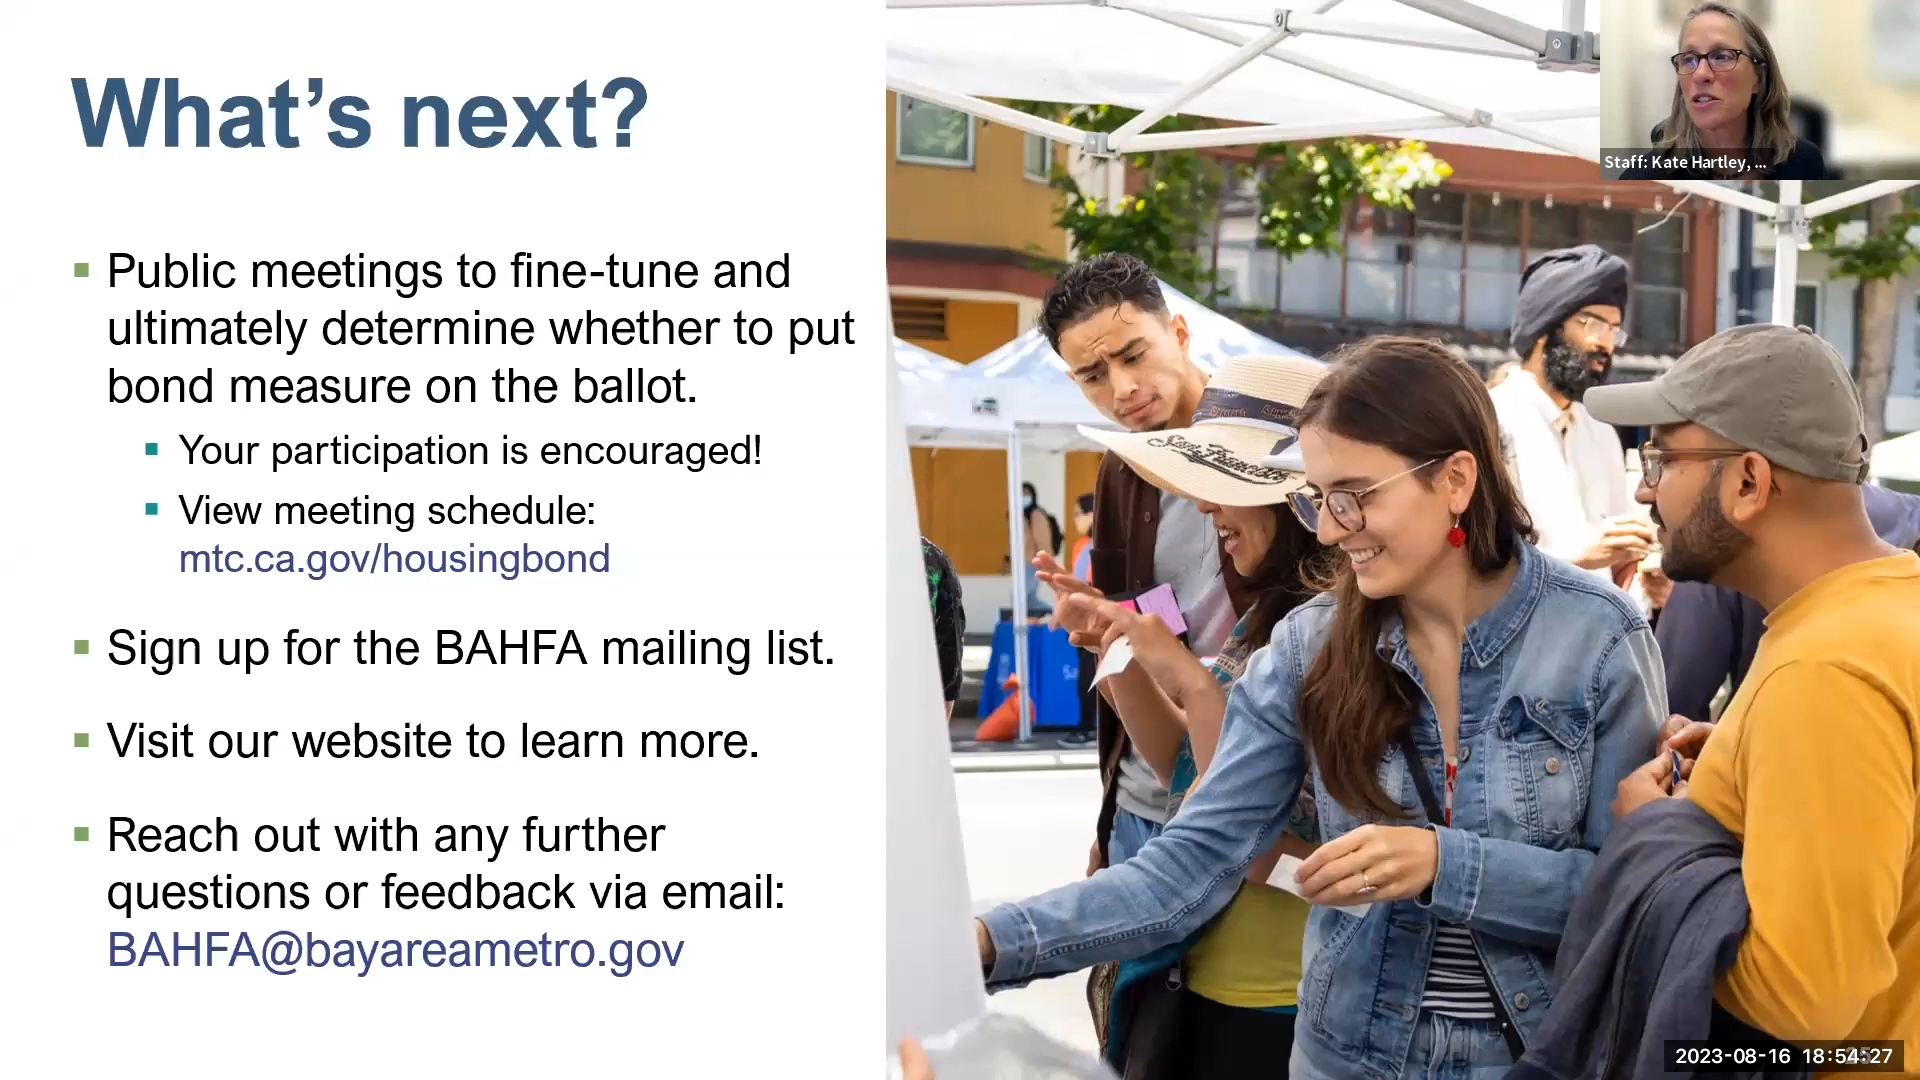 What’s next?
Public meetings to fine-tune and
ultimately determine whether to put
bond measure on the ballot.
Your participation is encouraged!
View meeting schedule:
mtc.ca.gov/housingbond
Sign up for the BAHFA mailing list.
Visit our website to learn more.
Reach out with any further
questions or feedback via email:
BAHFA@bayareametro.gov
Staff: Kate Hartley, ...
San Francisco
2023-08-16 18:54:27